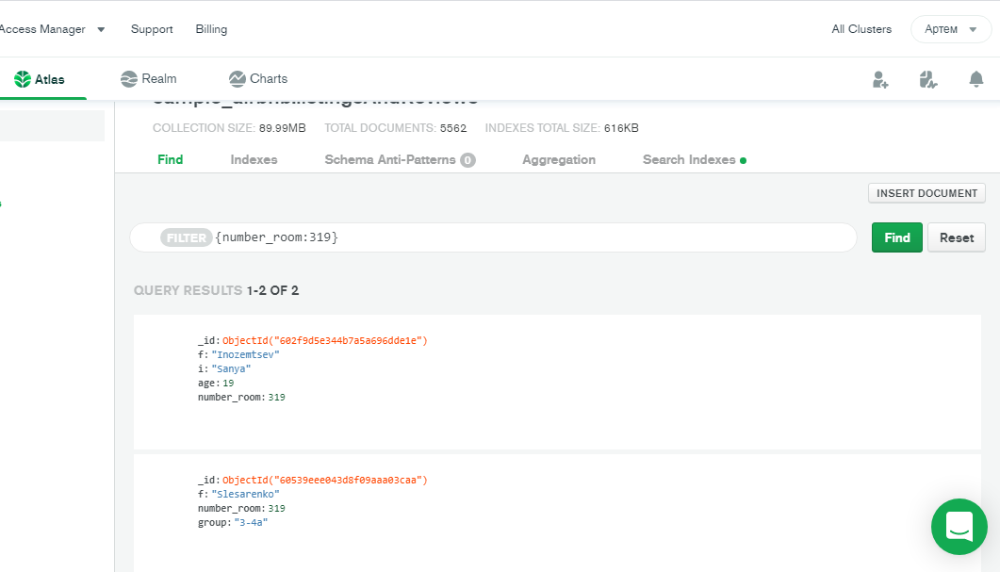 Access Manager Support Billing All Clusters Артем
Atlas Realm Charts
COLLECTION SIZE: 89.99MB TOTAL DOCUMENTS: 5562 INDEXES TOTAL SIZE: 616KB
Find Indexes Schema Anti-Patterns 0 Aggregation Search Indexes
INSERT DOCUMENT
FILTER {number_room:319} Find Reset
QUERY RESULTS 1-2 OF 2
_id: ObjectId("602f9d5e344b7a5a696dde1e")
f: "Inozemtsev"
i: "Sanya"
age: 19
number_room: 319
_id: ObjectId("60539eee043d8f09aaa03caa")
f: "Slesarenko"
number_room: 319
group: "3-4a"